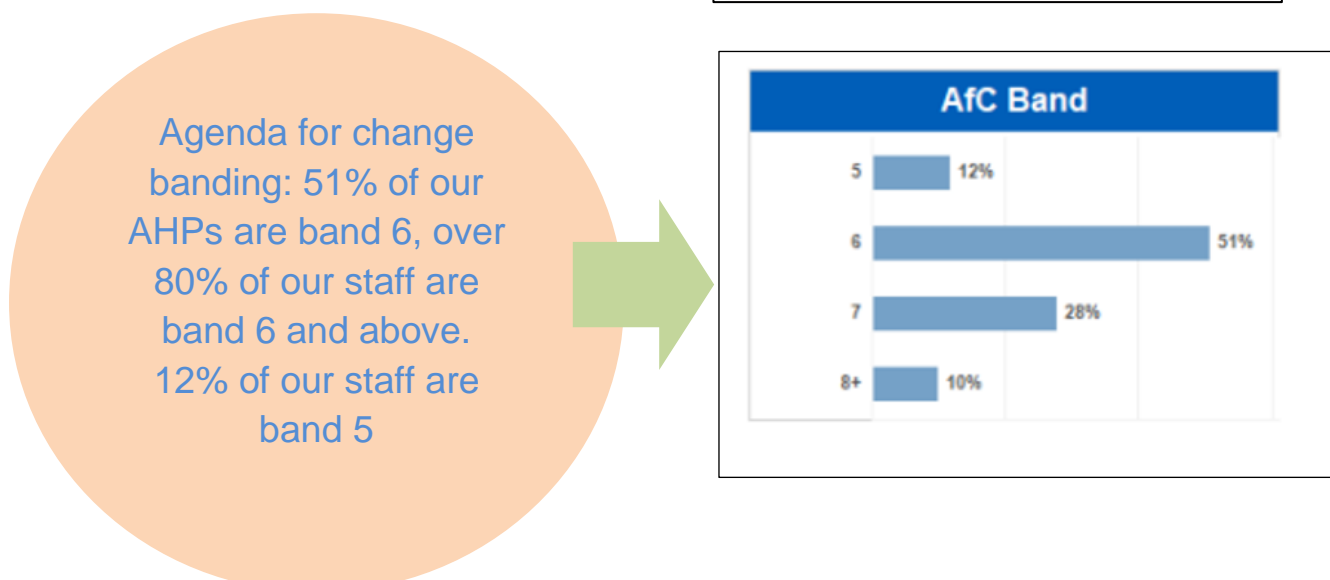 Agenda for change
banding: 51% of our
AHPs are band 6, over
80% of our staff are
band 6 and above.
12% of our staff are
band 5
AfC Band
5 12%
6 51%
7 28%
8+ 10%